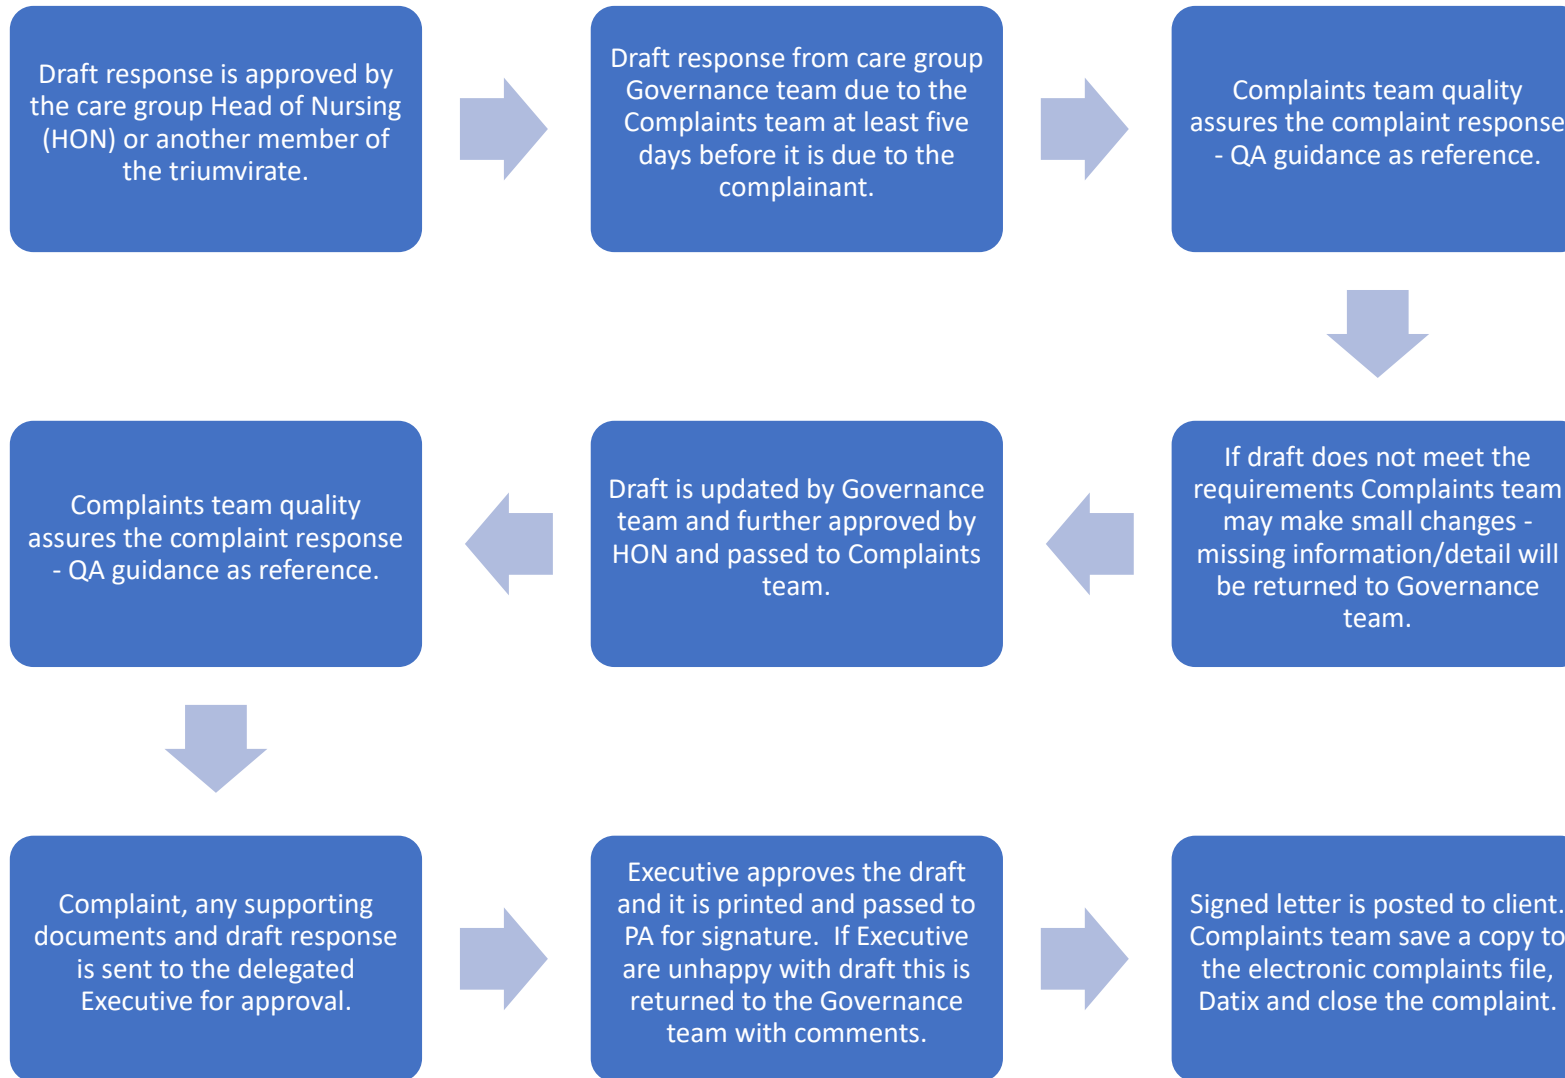 Draft response is approved by
the care group Head of Nursing
(HON) or another member of
the triumvirate.
Draft response from care group
Governance team due to the
Complaints team at least five
days before it is due to the
complainant.
Complaints team quality
assures the complaint response
- QA guidance as reference.
If draft does not meet the
requirements Complaints team
may make small changes -
missing information/detail will
be returned to Governance
team.
Draft is updated by Governance
team and further approved by
HON and passed to Complaints
team.
Complaints team quality
assures the complaint response
- QA guidance as reference.
Complaint, any supporting
documents and draft response
is sent to the delegated
Executive for approval.
Executive approves the draft
and it is printed and passed to
PA for signature.  If Executive
are unhappy with draft this is
returned to the Governance
team with comments.
Signed letter is posted to client.
Complaints team save a copy to
the electronic complaints file,
Datix and close the complaint.